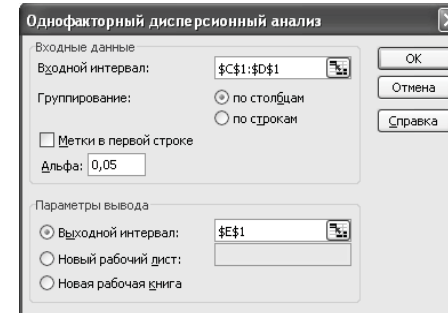 Однофакторный дисперсионный анализ
Входные данные
Входной интервал: $C$1:$D$1
Группирование: по столбцам
по строкам
Метки в первой строке
Альфа: 0,05
ОК
Отмена
Справка
Параметры вывода
Выходной интервал: $E$1
Новый рабочий лист:
Новая рабочая книга